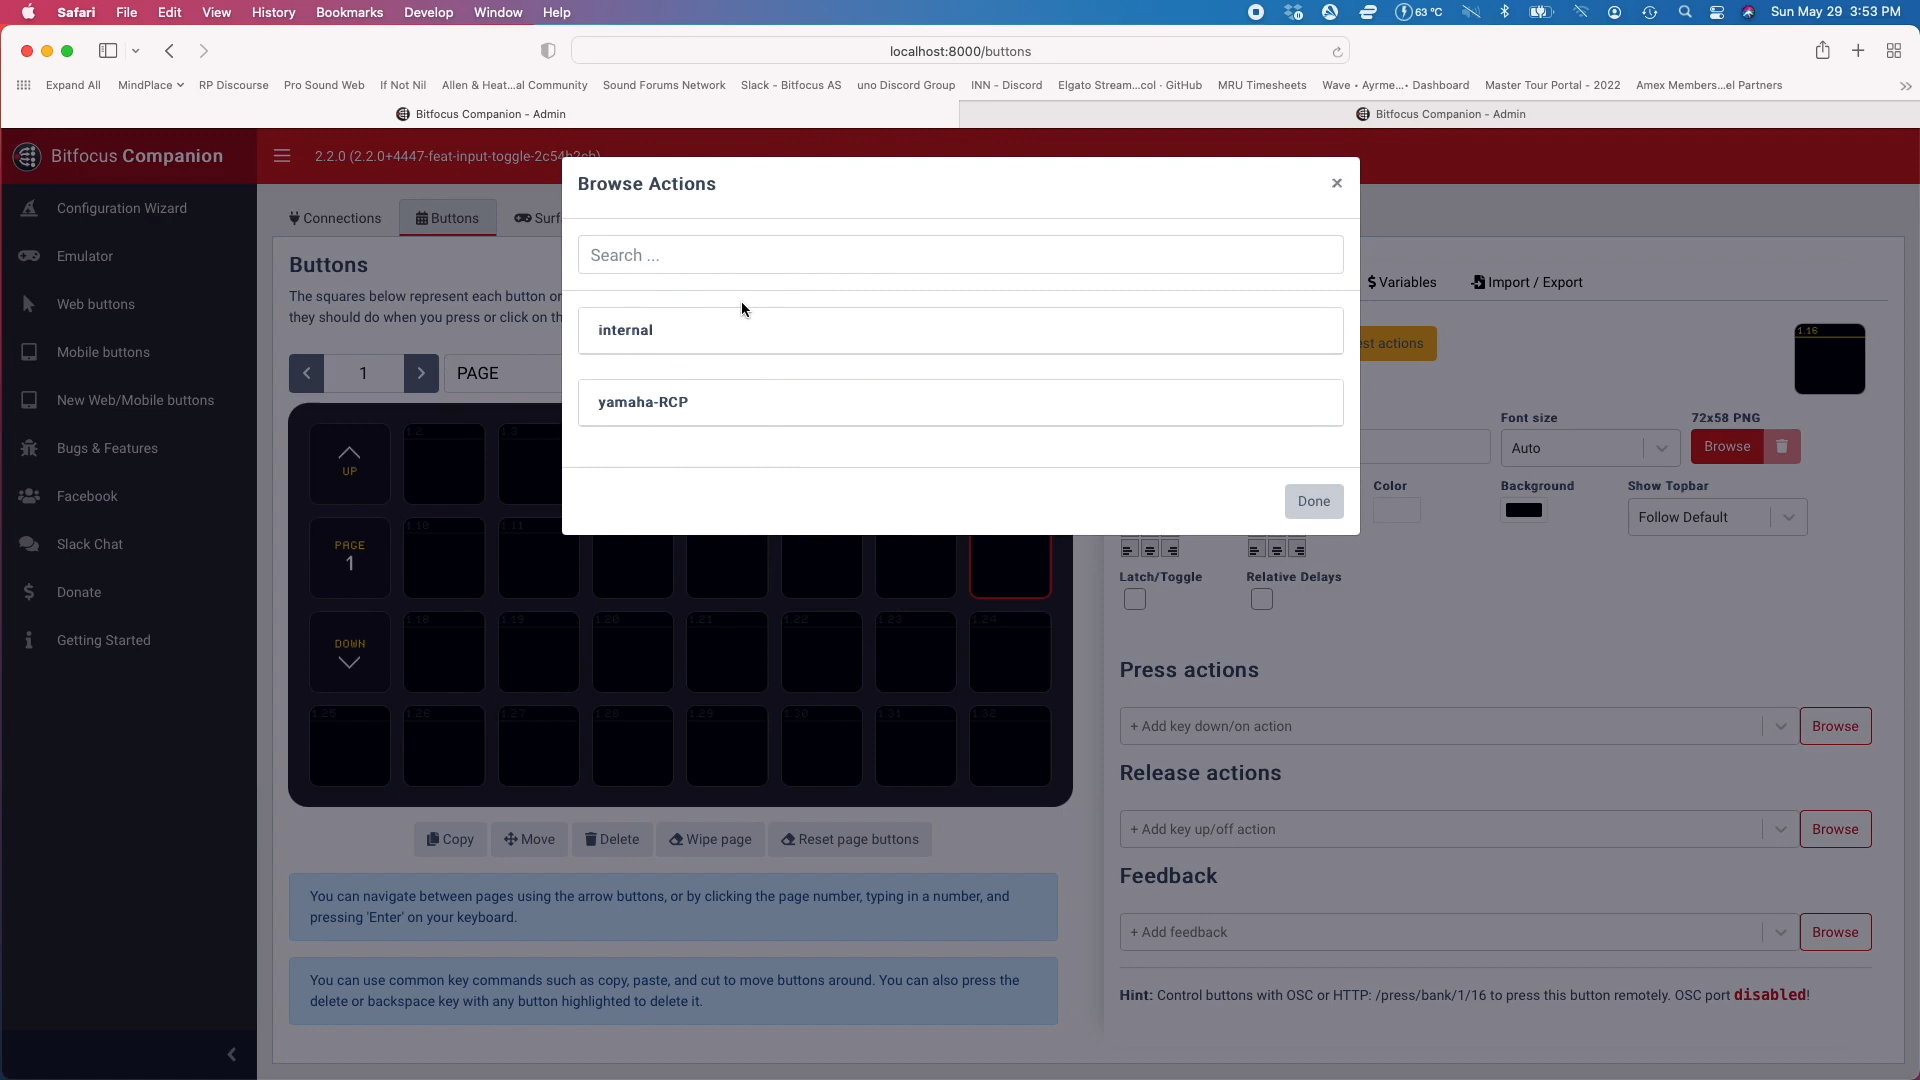 Safari File Edit View History Bookmarks Develop Window Help 63 °C Sun May 29 3:53 PM
localhost:8000/buttons
Expand All MindPlace RP Discourse Pro Sound Web If Not Nil Allen & Heat...al Community Sound Forums Network Slack - Bitfocus AS uno Discord Group INN - Discord Elgato Stream...col · GitHub MRU Timesheets Wave • Ayrme...• Dashboard Master Tour Portal - 2022 Amex Members...el Partners
Bitfocus Companion - Admin Bitfocus Companion - Admin
Bitfocus Companion
2.2.0 (2.2.0+4447-feat-input-toggle-2c54b2cb)
Configuration Wizard
Emulator
Web buttons
Mobile buttons
New Web/Mobile buttons
Bugs & Features
Facebook
Slack Chat
Donate
Getting Started
Connections Buttons Surf
Buttons
The squares below represent each button or
they should do when you press or click on th
1 PAGE
UP 1.2 1.3
PAGE 1 1.10 1.11
DOWN 1.18 1.19 1.20 1.21 1.22 1.23 1.24
1.25 1.26 1.27 1.28 1.29 1.30 1.31 1.32
Copy Move Delete Wipe page Reset page buttons
You can navigate between pages using the arrow buttons, or by clicking the page number, typing in a number, and
pressing 'Enter' on your keyboard.
You can use common key commands such as copy, paste, and cut to move buttons around. You can also press the
delete or backspace key with any button highlighted to delete it.
Browse Actions ×
Search ...
internal
yamaha-RCP
Done
Variables Import / Export
est actions 1.16
Font size 72x58 PNG
Auto Browse
Color Background Show Topbar
Follow Default
Latch/Toggle Relative Delays
Press actions
+ Add key down/on action Browse
Release actions
+ Add key up/off action Browse
Feedback
+ Add feedback Browse
Hint: Control buttons with OSC or HTTP: /press/bank/1/16 to press this button remotely. OSC port disabled!